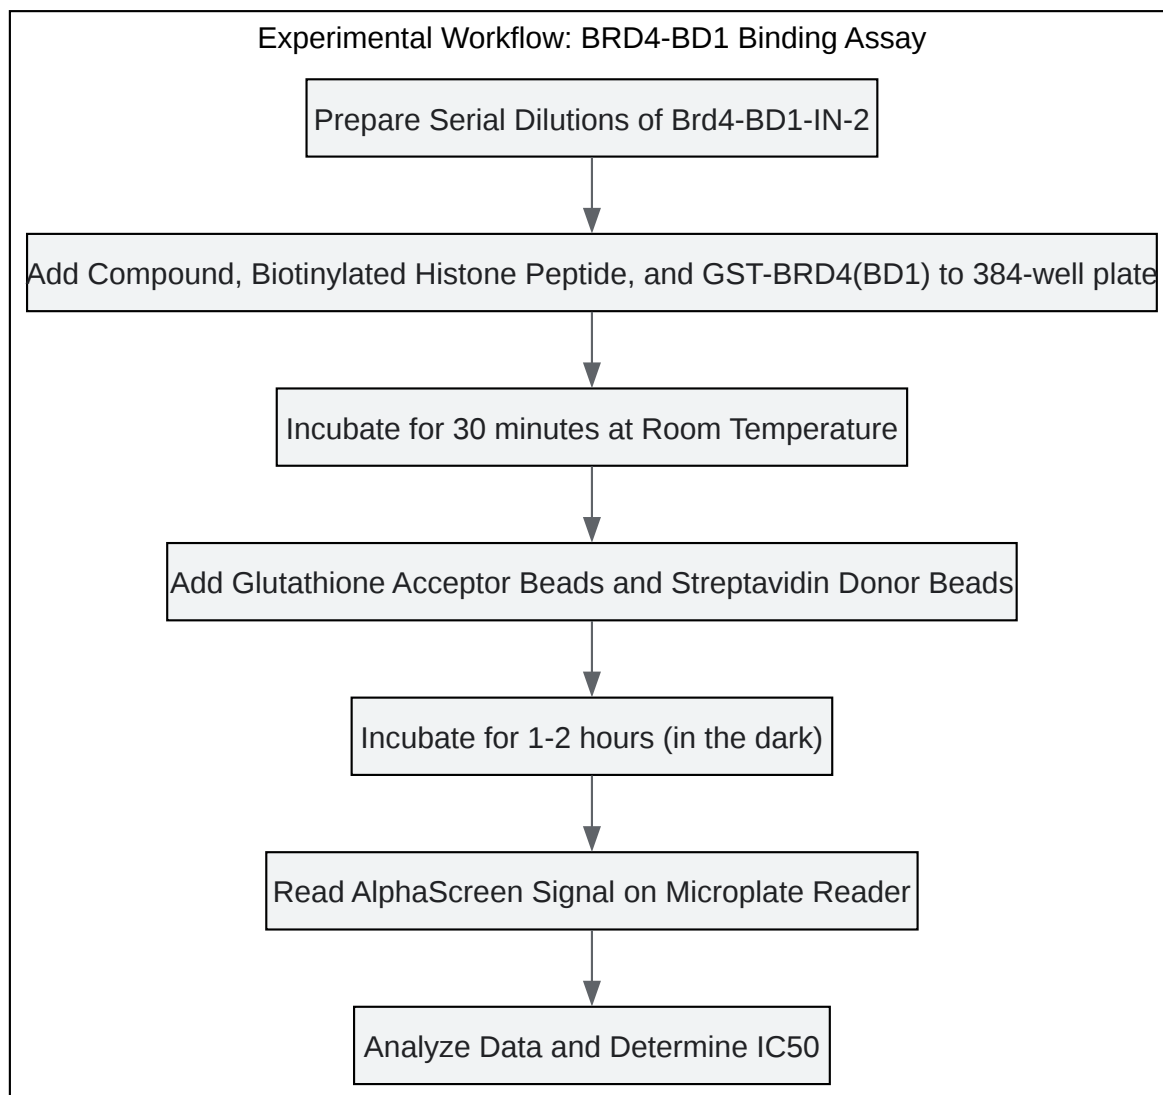 Experimental Workflow: BRD4-BD1 Binding Assay
Prepare Serial Dilutions of Brd4-BD1-IN-2
Add Compound, Biotinylated Histone Peptide, and GST-BRD4(BD1) to 384-well plate
Incubate for 30 minutes at Room Temperature
Add Glutathione Acceptor Beads and Streptavidin Donor Beads
Incubate for 1-2 hours (in the dark)
Read AlphaScreen Signal on Microplate Reader
Analyze Data and Determine IC50